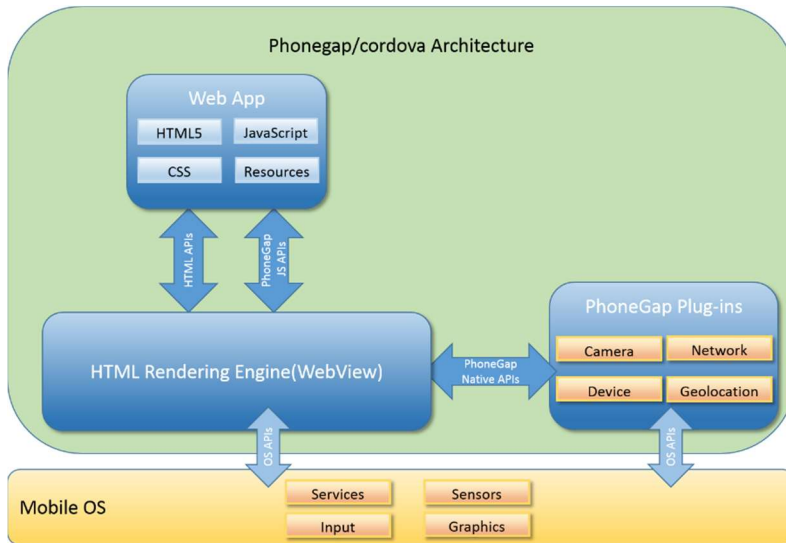 Phonegap/cordova Architecture
Web App
HTML5
JavaScript
CSS
Resources
HTML APIs
PhoneGap
JS APIs
HTML Rendering Engine(WebView)
PhoneGap
Native APIs
PhoneGap Plug-ins
Camera
Network
Device
Geolocation
OS APIs
OS APIs
Mobile OS
Services
Sensors
Input
Graphics